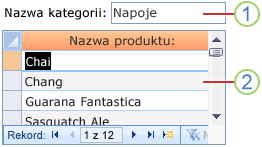 Nazwa kategorii: Napoje
1
Nazwa produktu:
Chai
Chang
2
Guarana Fantastica
Sasquatch Ale
Rekord: 1 z 12